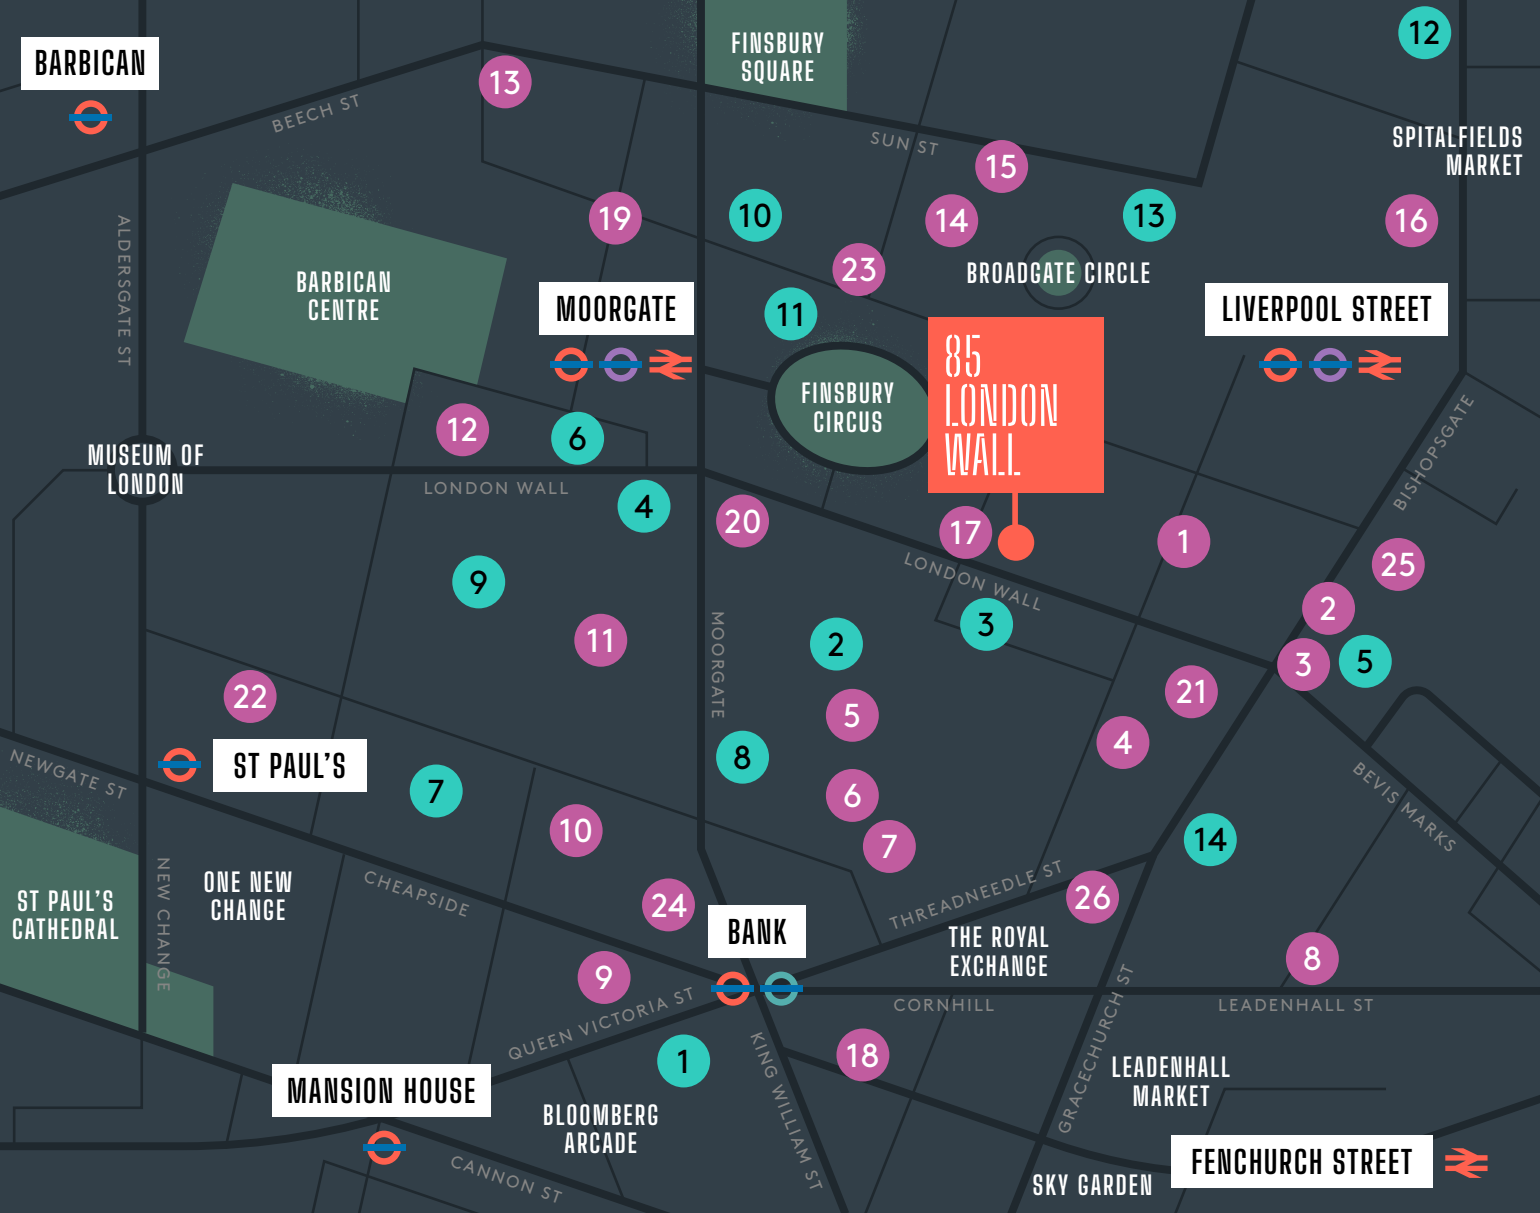 12
FINSBURY
SQUARE
BARBICAN
13
BEECH ST
SUN ST
SPITALFIELDS
MARKET
15
19
10
14
13
16
ALDERSGATE ST
23
BROADGATE CIRCLE
BARBICAN
CENTRE
MOORGATE
11
LIVERPOOL STREET
85
LONDON
WALL
FINSBURY
CIRCUS
12
6
BISHOPSGATE
MUSEUM OF
LONDON
LONDON WALL
4
20
17
1
25
LONDON WALL
9
2
3
11
2
MOORGATE
3
5
22
21
5
4
ST PAUL'S
NEWGATE ST
8
7
6
BEVIS MARKS
10
7
14
ONE NEW
CHANGE
NEW CHANGE
CHEAPSIDE
ST PAUL'S
CATHEDRAL
24
THREADNEEDLE ST
26
BANK
THE ROYAL
EXCHANGE
9
8
QUEEN VICTORIA ST
CORNHILL
LEADENHALL ST
1
18
KING WILLIAM ST
GRACECHURCH ST
LEADENHALL
MARKET
MANSION HOUSE
BLOOMBERG
ARCADE
CANNON ST
SKY GARDEN
FENCHURCH STREET